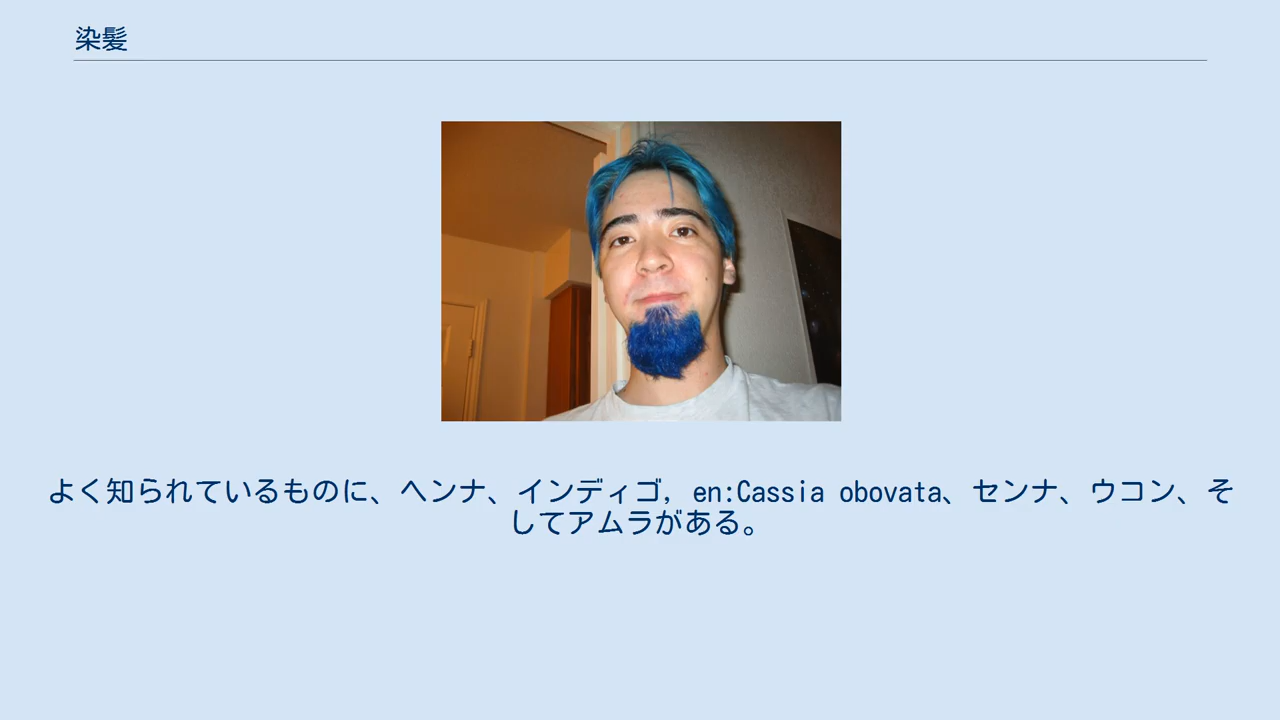 染髪
よく知られているものに、ヘンナ、インディゴ, en:Cassia obovata、センナ、ウコン、そ
してアムラがある。